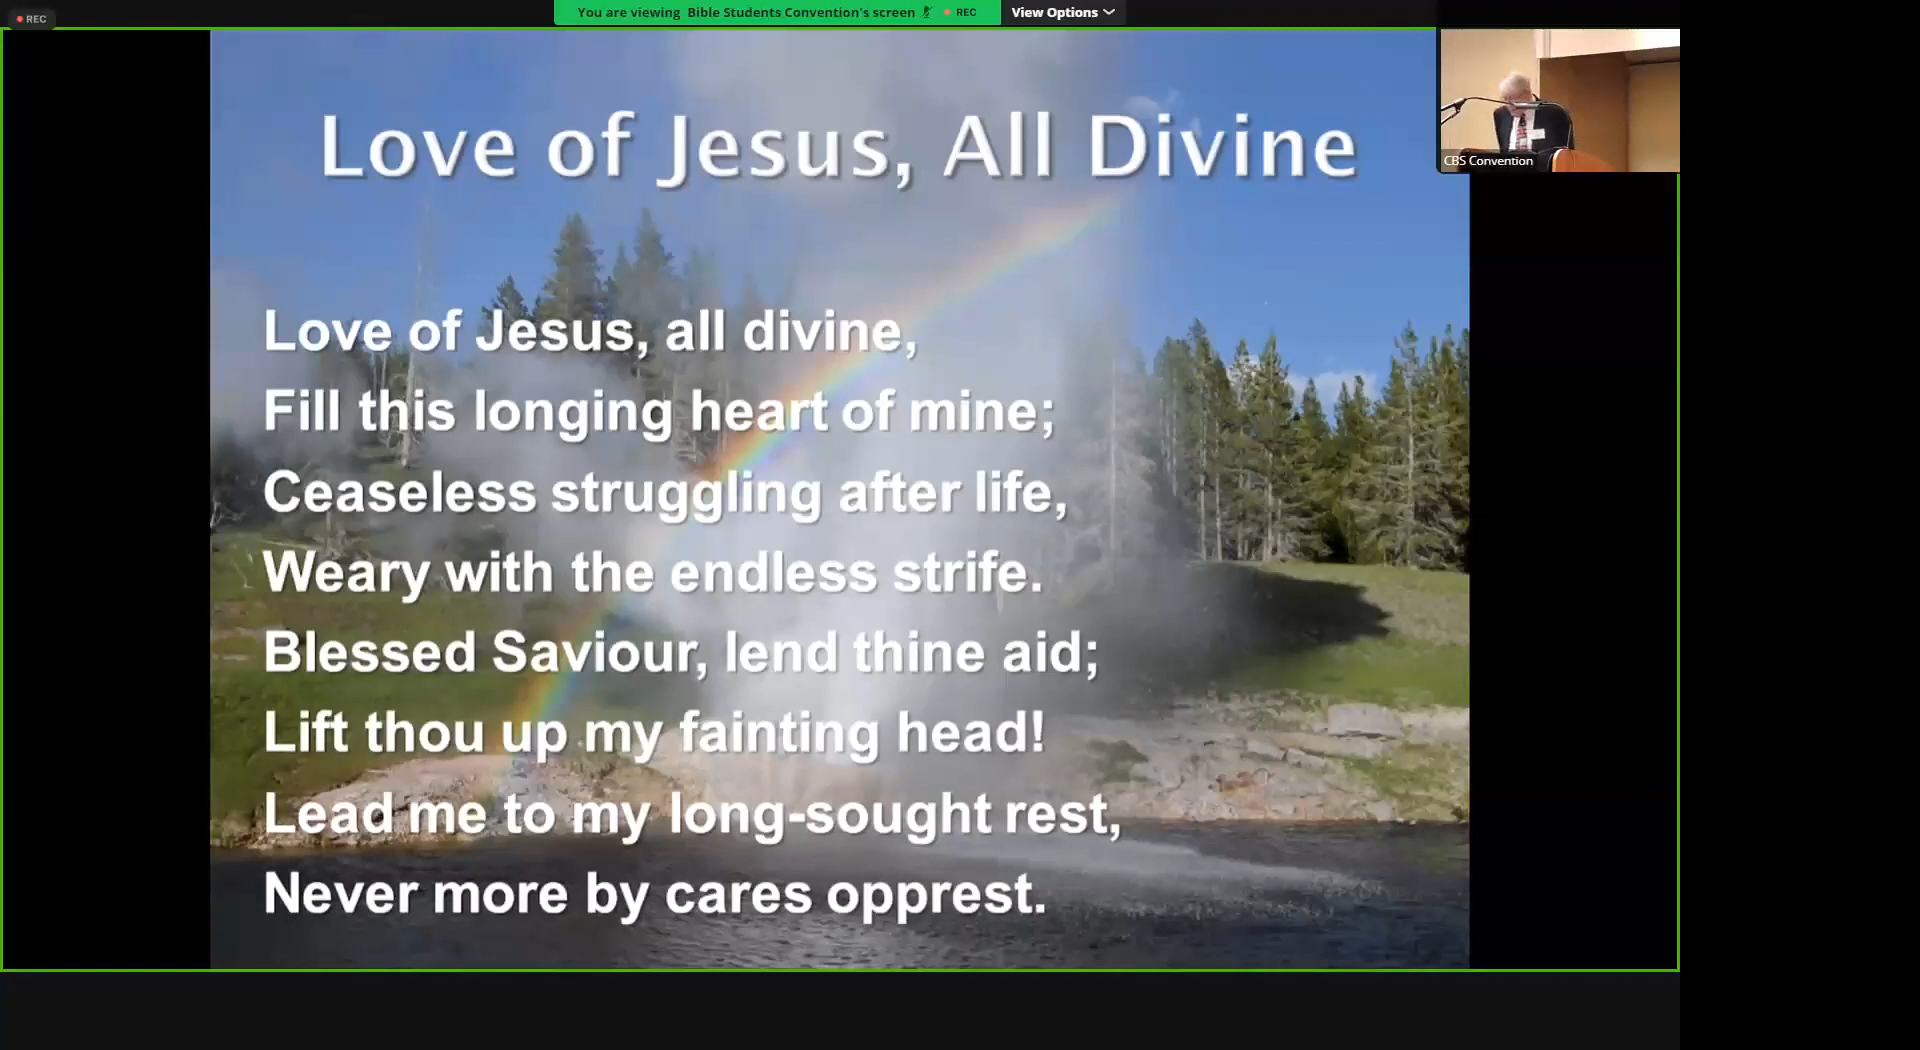 REC
You are viewing Bible Students Convention's screen REC View Options
CBS Convention
Love of Jesus, All Divine
Love of Jesus, all divine,
Fill this longing heart of mine;
Ceaseless struggling after life,
Weary with the endless strife.
Blessed Saviour, lend thine aid;
Lift thou up my fainting head!
Lead me to my long-sought rest,
Never more by cares opprest.